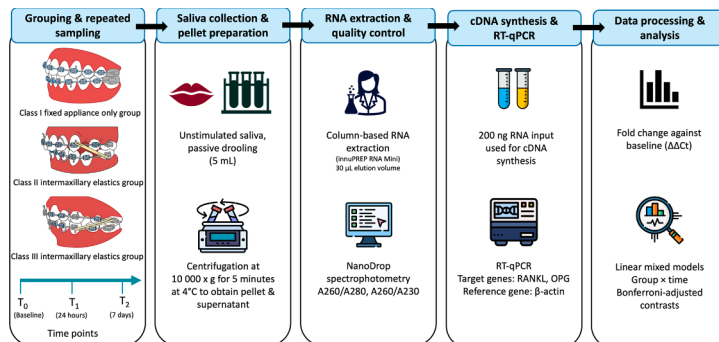 Grouping & repeated
sampling
Class I fixed appliance only group
Class II intermaxillary elastics group
Class III intermaxillary elastics group
T0 T1 T2
(Baseline) (24 hours) (7 days)
Time points
Saliva collection &
pellet preparation
Unstimulated saliva,
passive drooling
(5 mL)
Centrifugation at
10 000 x g for 5 minutes
at 4°C to obtain pellet &
supernatant
RNA extraction &
quality control
Column-based RNA
extraction
(innuPREP RNA Mini)
30 µL elution volume
NanoDrop
spectrophotometry
A260/A280, A260/A230
cDNA synthesis &
RT-qPCR
200 ng RNA input
used for cDNA
synthesis
RT-qPCR
Target genes: RANKL, OPG
Reference gene: β-actin
Data processing &
analysis
Fold change against
baseline (ΔΔCt)
Linear mixed models
Group × time
Bonferroni-adjusted
contrasts